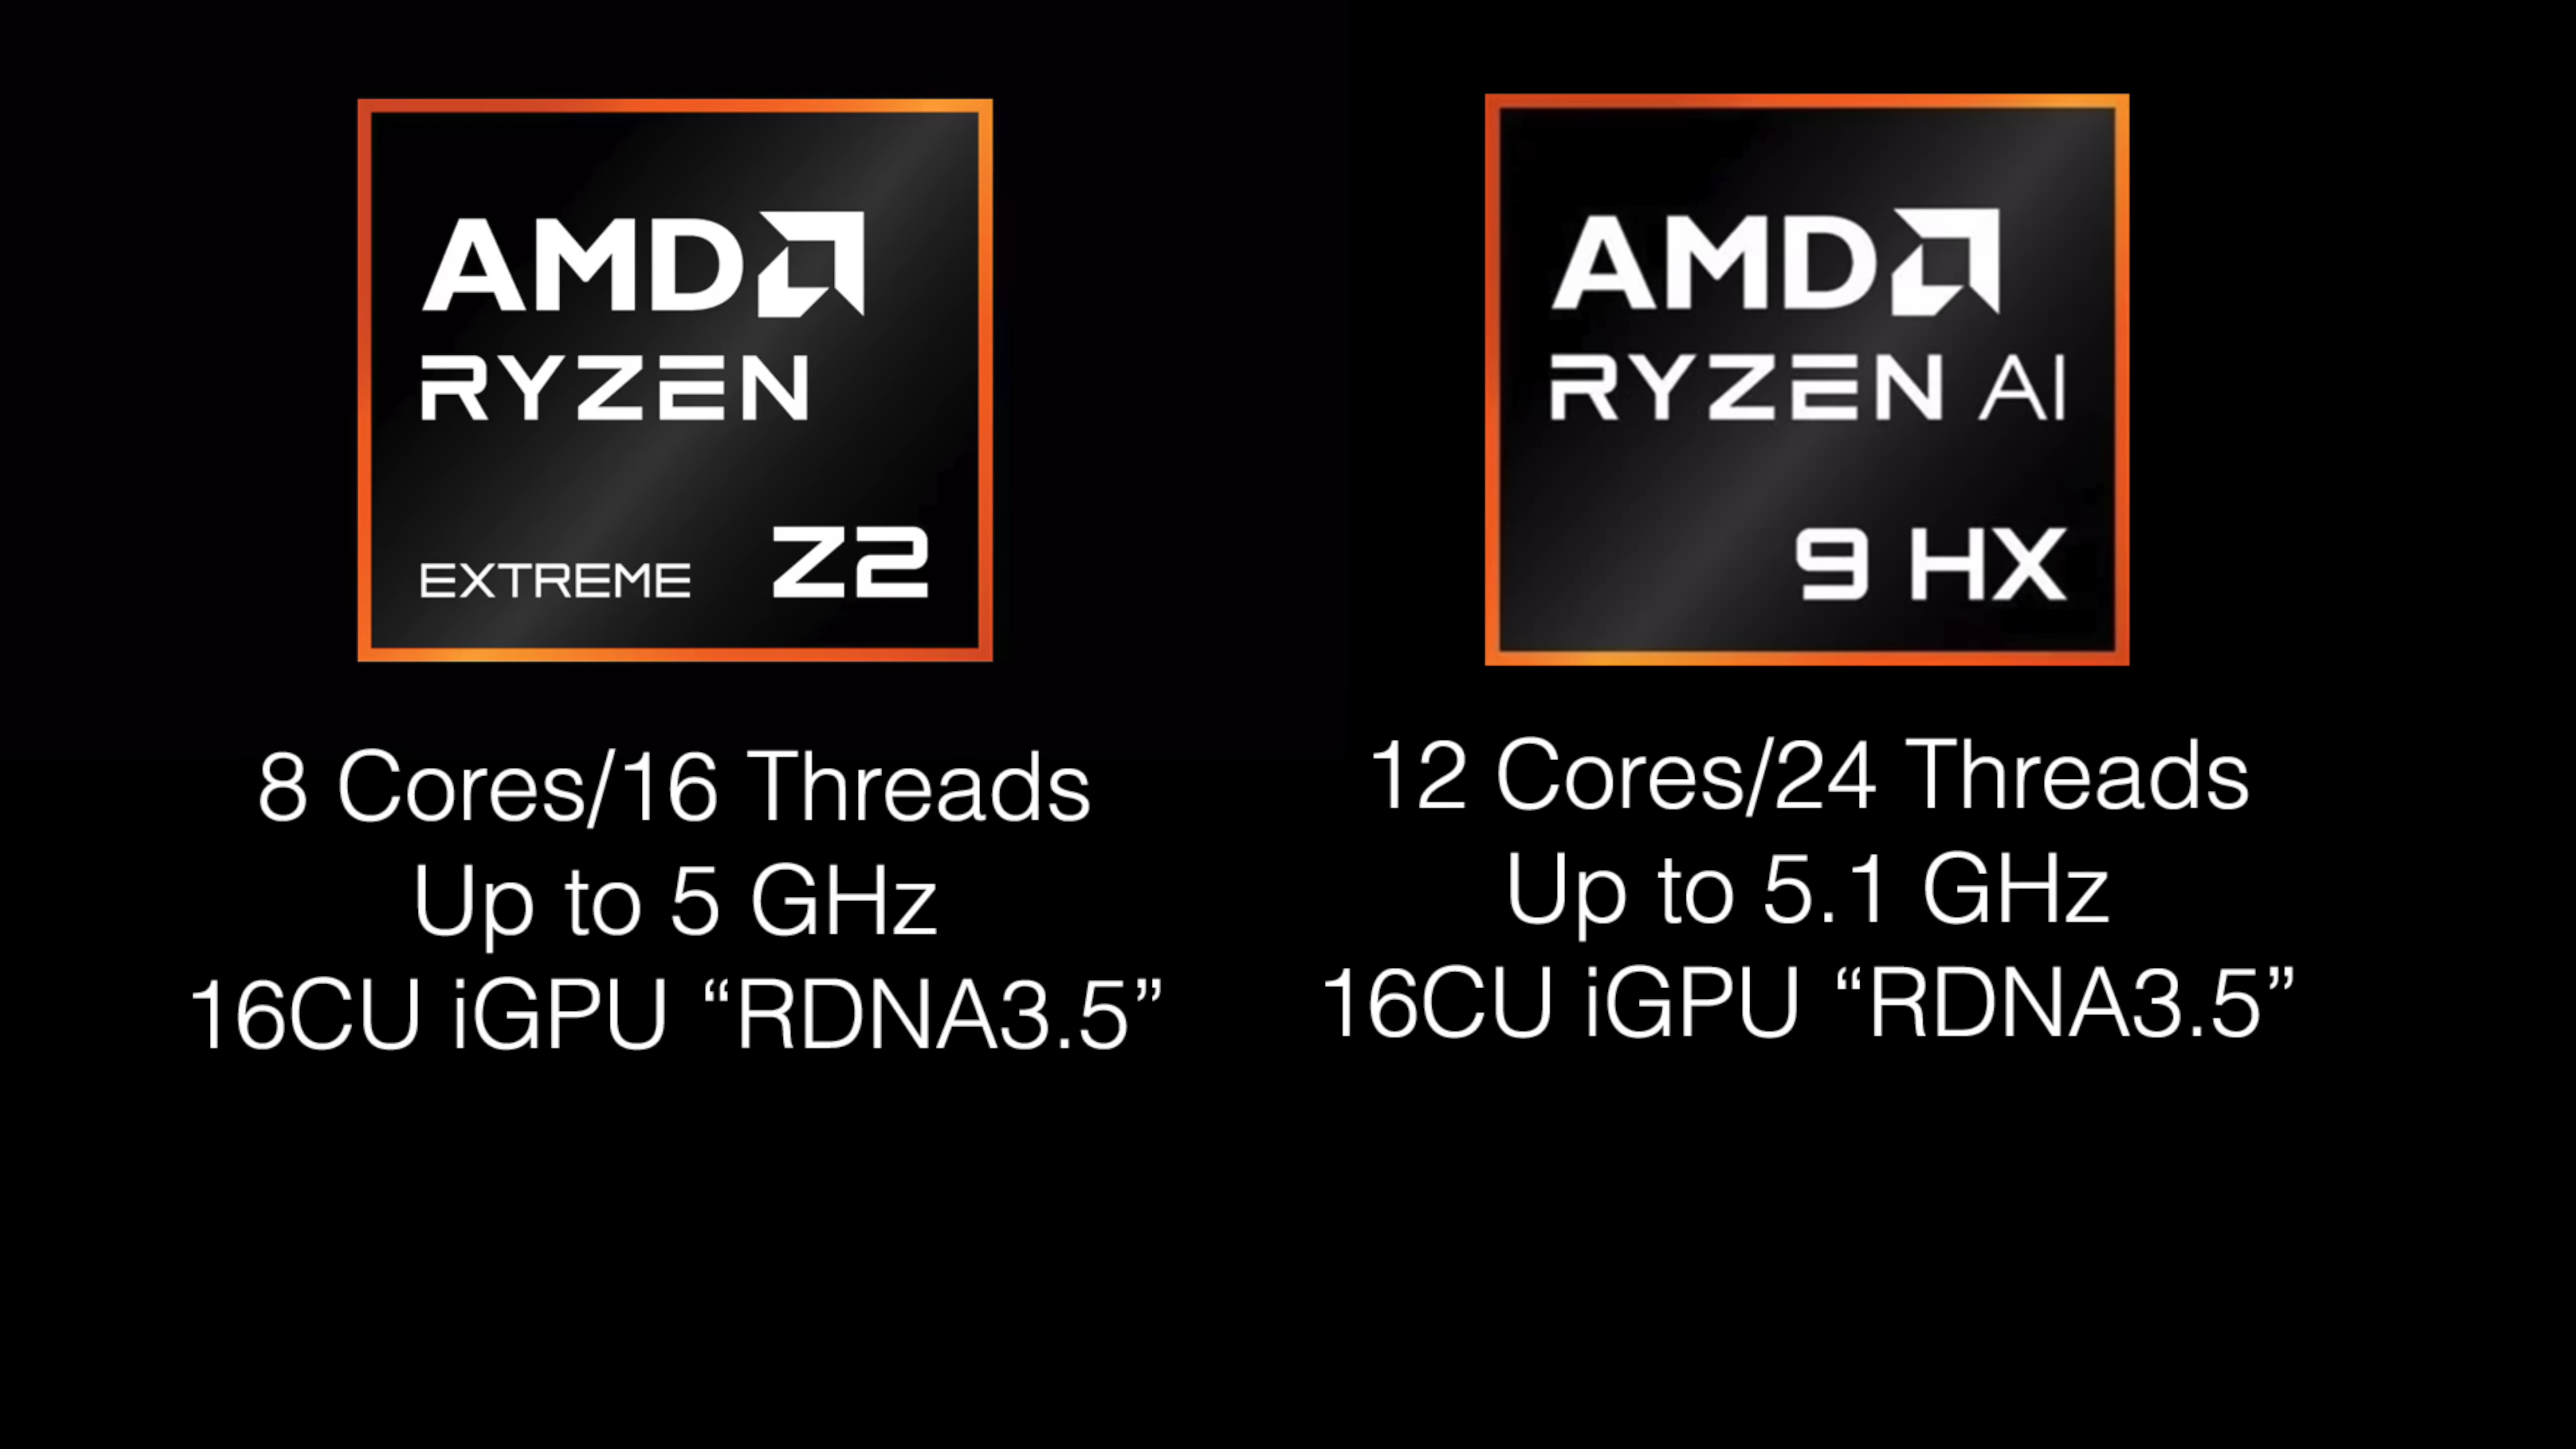 AMD
RYZEN
EXTREME Z2
8 Cores/16 Threads
Up to 5 GHz
16CU iGPU “RDNA3.5”
AMD
RYZEN AI
9 HX
12 Cores/24 Threads
Up to 5.1 GHz
16CU iGPU “RDNA3.5”